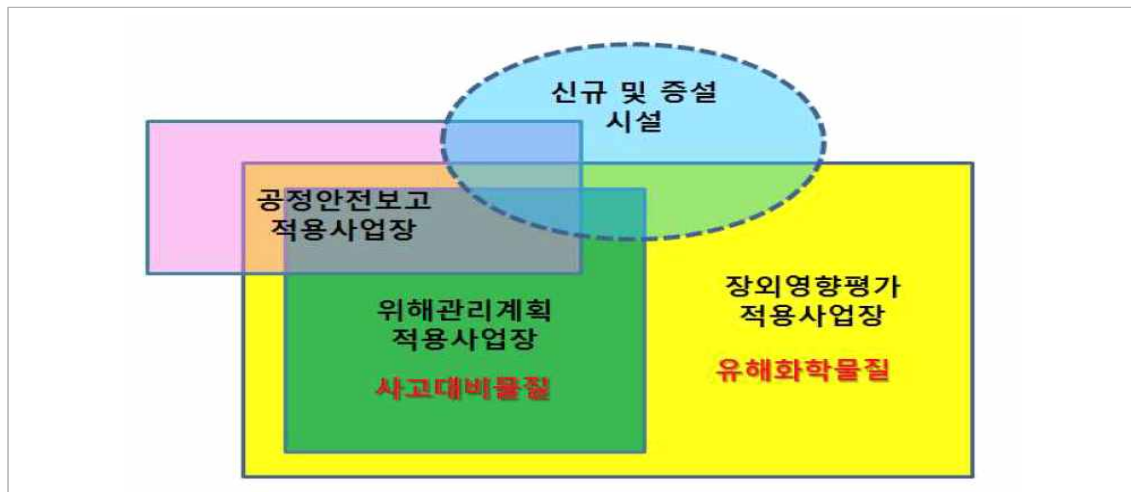 신규 및 증설
시설
공정안전보고
적용사업장
위해관리계획
적용사업장
사고대비물질
장외영향평가
적용사업장
유해화학물질